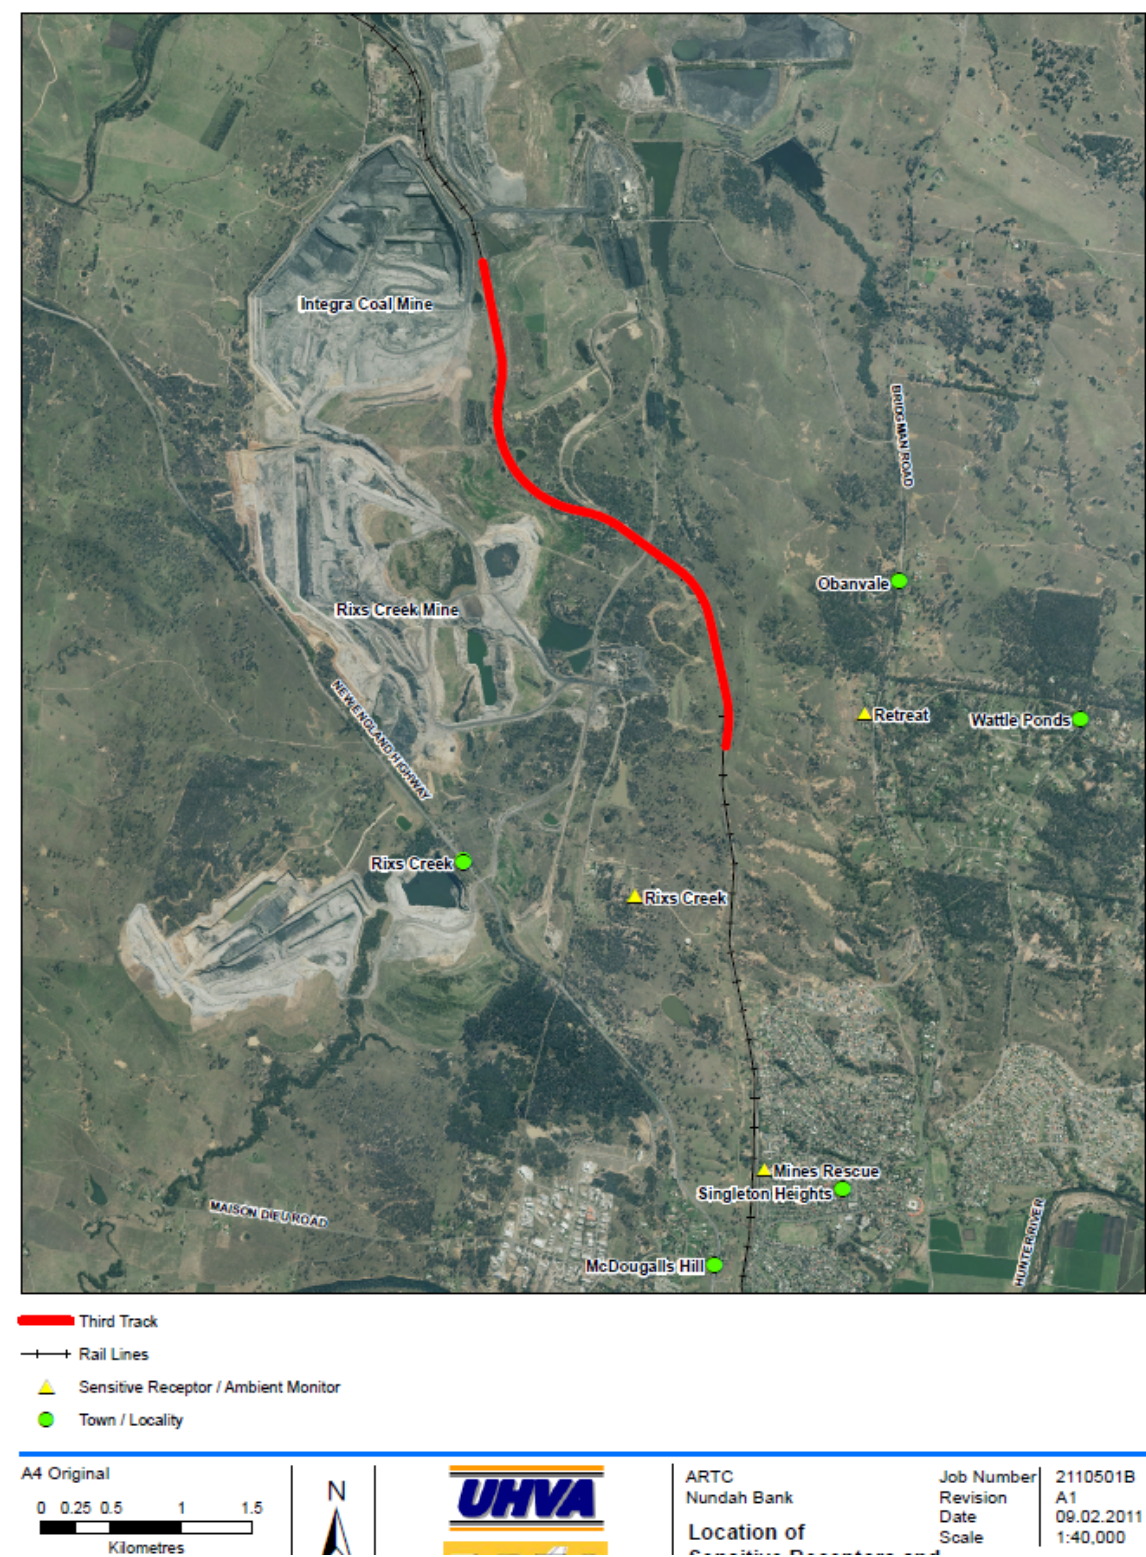 Integra Coal Mine
BRIDGMAN ROAD
Obanvale
Rixs Creek Mine
NEW ENGLAND HIGHWAY
Retreat
Wattle Ponds
Rixs Creek
Rixs Creek
Mines Rescue
Singleton Heights
MAISON DIEU ROAD
HUNTER RIVER
McDougalls Hill
Third Track
Rail Lines
Sensitive Receptor / Ambient Monitor
Town / Locality
A4 Original
0 0.25 0.5 1 1.5
Kilometres
N
UHVA
ARTC
Nundah Bank
Location of
Sensitive Receptors and
Job Number 2110501B
Revision A1
Date 09.02.2011
Scale 1:40,000